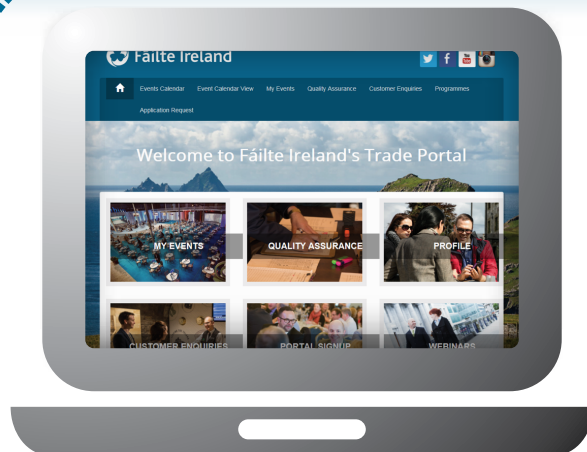 Fáilte Ireland
Events Calendar Event Calendar View My Events Quality Assurance Customer Enquiries Programmes
Application Request
Welcome to Fáilte Ireland's Trade Portal
MY EVENTS QUALITY ASSURANCE PROFILE
CUSTOMER ENQUIRIES PORTAL SIGNUP WEBINARS